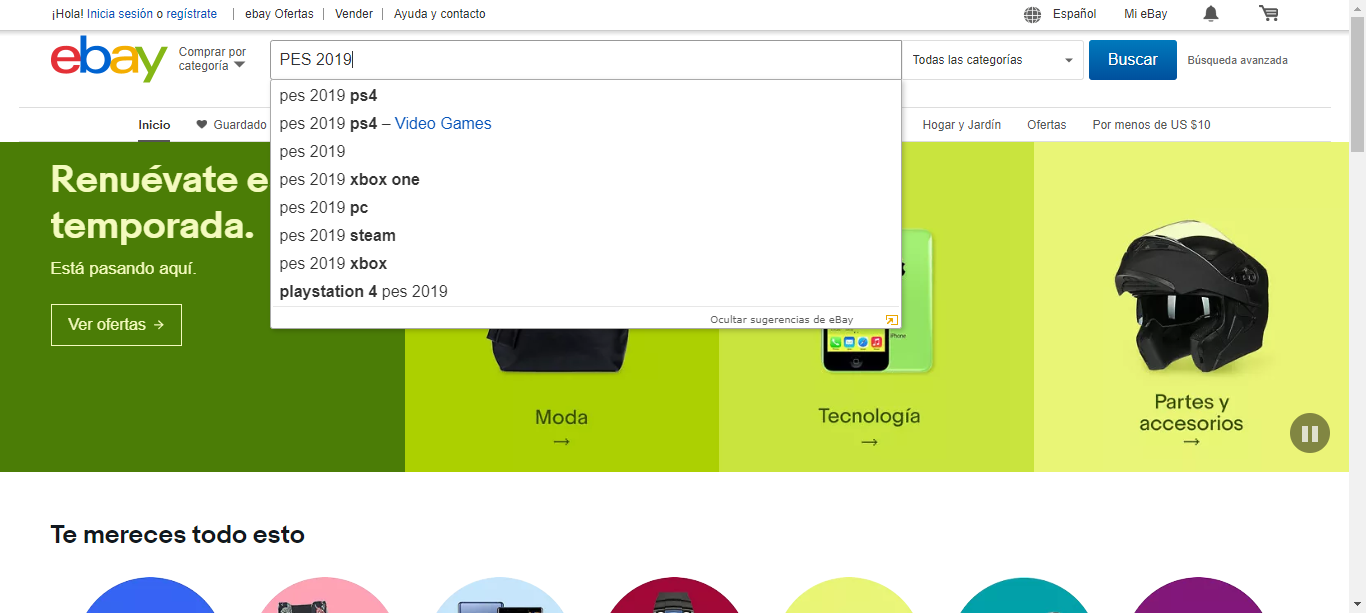 ¡Hola! Inicia sesión o regístrate
ebay Ofertas
Vender
Ayuda y contacto
Español
Mi eBay
ebay
Comprar por
categoría
PES 2019
Todas las categorías
Buscar
Búsqueda avanzada
pes 2019 ps4
pes 2019 ps4 – Video Games
pes 2019
pes 2019 xbox one
pes 2019 pc
pes 2019 steam
pes 2019 xbox
playstation 4 pes 2019
Ocultar sugerencias de eBay
Inicio
Guardado
Hogar y Jardín
Ofertas
Por menos de US $10
Renuévate e
temporada.
Está pasando aquí.
Ver ofertas →
Moda
→
Tecnología
→
Partes y
accesorios
→
iPhone
Te mereces todo esto